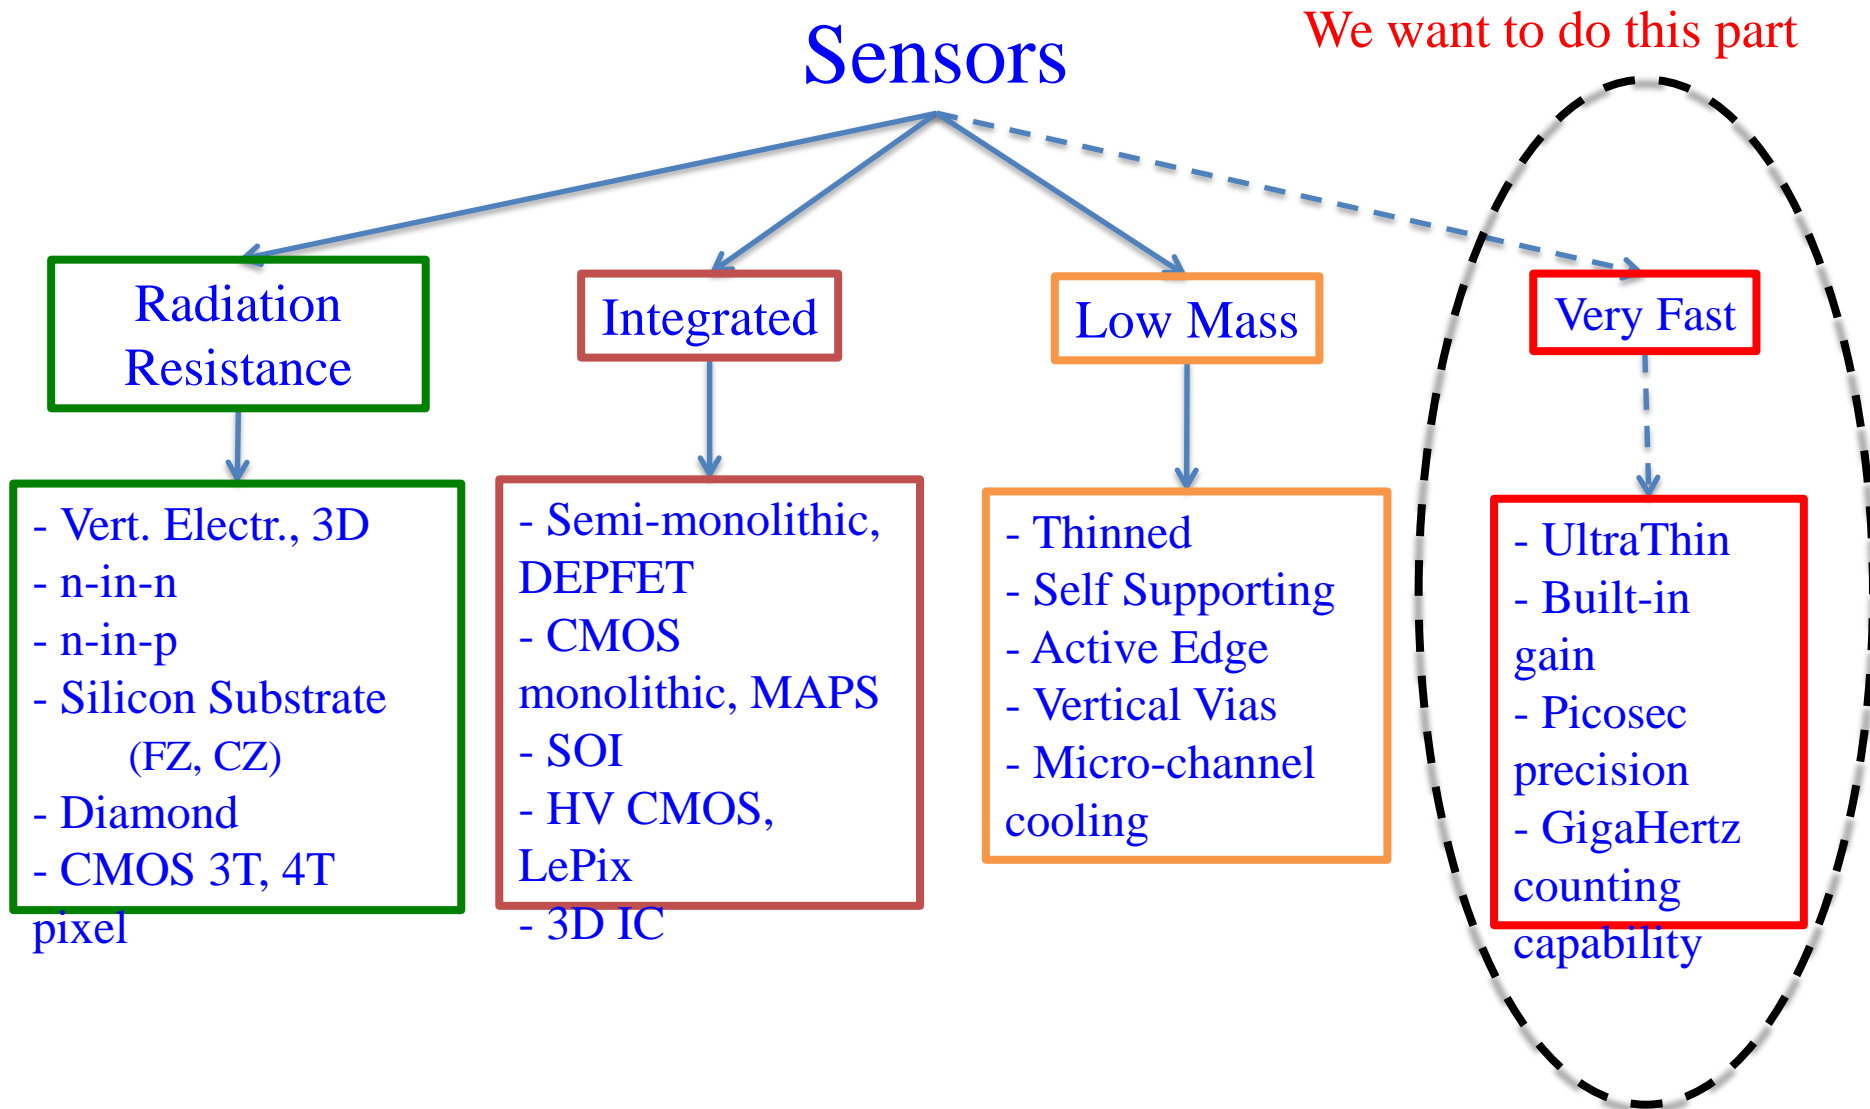 We want to do this part
Sensors
Radiation
Resistance
Integrated
Low Mass
Very Fast
- Vert. Electr., 3D
- n-in-n
- n-in-p
- Silicon Substrate
(FZ, CZ)
- Diamond
- CMOS 3T, 4T
pixel
- Semi-monolithic,
DEPFET
- CMOS
monolithic, MAPS
- SOI
- HV CMOS,
LePix
- 3D IC
- Thinned
- Self Supporting
- Active Edge
- Vertical Vias
- Micro-channel
cooling
- UltraThin
- Built-in
gain
- Picosec
precision
- GigaHertz
counting
capability